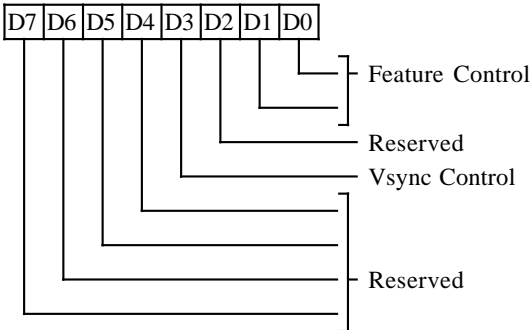 D7 D6 D5 D4 D3 D2 D1 D0
Feature Control
Reserved
Vsync Control
Reserved